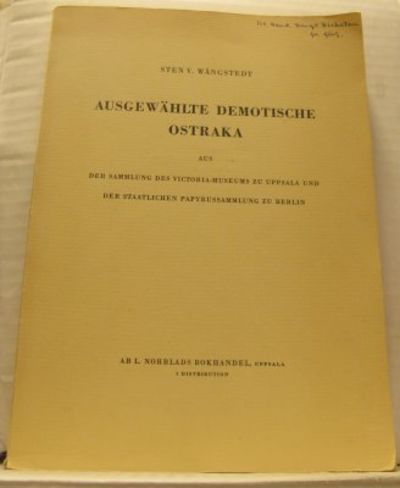 STEN V. WÅNGSTEDT
AUSGEWÄHLTE DEMOTISCHE
OSTRAKA
AUS
DER SAMMLUNG DES VICTORIA-MUSEUMS ZU UPPSALA UND
DER STAATLICHEN PAPYRUSSAMMLUNG ZU BERLIN
AB L. NORBLADS BOKHANDEL, UPPSALA
I DISTRIBUTION